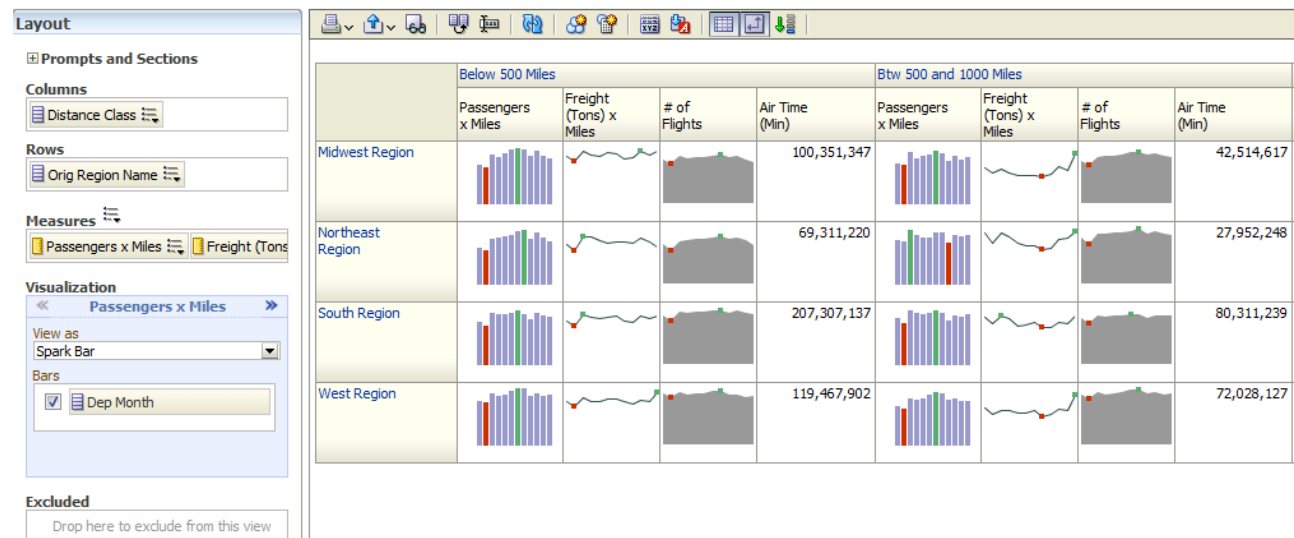 Layout
Prompts and Sections
Columns
Distance Class
Rows
Orig Region Name
Measures
Passengers x Miles
Freight (Tons
Visualization
Passengers x Miles
View as
Spark Bar
Bars
Dep Month
Excluded
Drop here to exclude from this view
Below 500 Miles
Btw 500 and 1000 Miles
Passengers
x Miles
Freight
(Tons) x
Miles
# of
Flights
Air Time
(Min)
Passengers
x Miles
Freight
(Tons) x
Miles
# of
Flights
Air Time
(Min)
Midwest Region
100,351,347
42,514,617
Northeast
Region
69,311,220
27,952,248
South Region
207,307,137
80,311,239
West Region
119,467,902
72,028,127